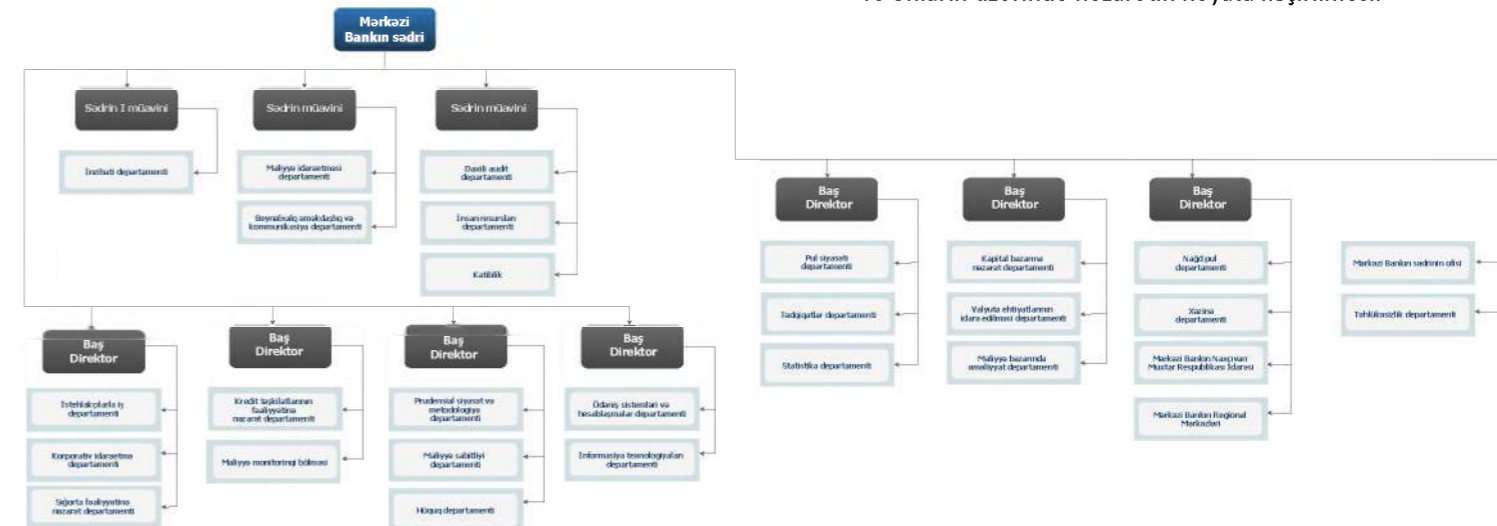 Mərkəzi
Bankın sədri
Sədrin I müavini
Sədrin müavini
Sədrin müavini
departamenti
Maliyyə idarəetməsi
departamenti
Beynəlxalq əməkdaşlıq və
kommunikasiya departamenti
Daxili audit
departamenti
İnsan resursları
departamenti
Katiblik
Baş
Direktor
Baş
Direktor
Baş
Direktor
Pul siyasəti
departamenti
Tədqiqatlar departamenti
Statistika departamenti
Kapital bazarına
nəzarət departamenti
Valyuta ehtiyatlarının
idarə edilməsi departamenti
Maliyyə bazarında
əməliyyat departamenti
Nağd pul
departamenti
Xəzinə
departamenti
Mərkəzi Bankın Naxçıvan
Muxtar Respublikası İdarəsi
Mərkəzi Bankın Regional
Mərkəzləri
Mərkəzi Bankın sədrinin ofisi
Təhlükəsizlik departamenti
Baş
Direktor
Baş
Direktor
Baş
Direktor
Baş
Direktor
İstehlakçılarla iş
departamenti
Korporativ idarəetmə
departamenti
Sığorta fəaliyyətinə
nəzarət departamenti
Kredit təşkilatlarının
fəaliyyətinə
nəzarət departamenti
Maliyyə monitorinqi bölməsi
Prudensial siyasət və
metodologiya
departamenti
Maliyyə sabitliyi
departamenti
Hüquq departamenti
Ödəniş sistemləri və
hesablaşmalar departamenti
İnformasiya texnologiyaları
departamenti